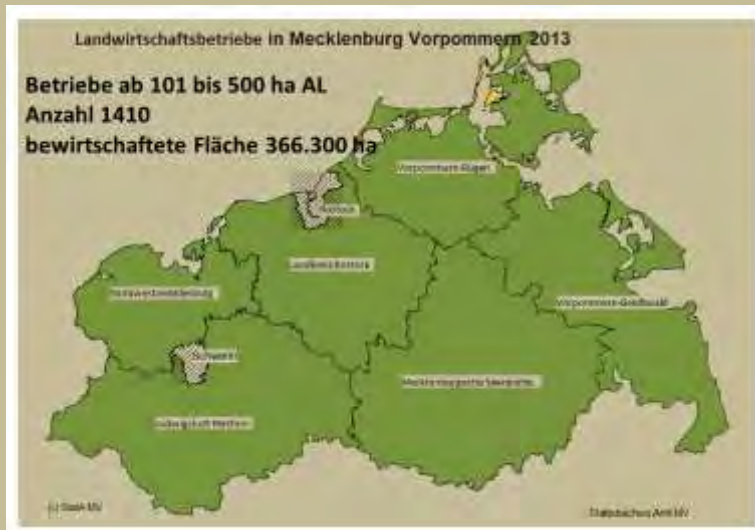 Landwirtschaftsbetriebe in Mecklenburg Vorpommern 2013
Betriebe ab 101 bis 500 ha AL
Anzahl 1410
bewirtschaftete Fläche 366.300 ha
Vorpommern-Rügen
Rostock
Landkreis Rostock
Nordwestmecklenburg
Vorpommern-Greifswald
Schwerin
Mecklenburgische Seenplatte
Ludwigslust-Parchim
Statistisches Amt MV